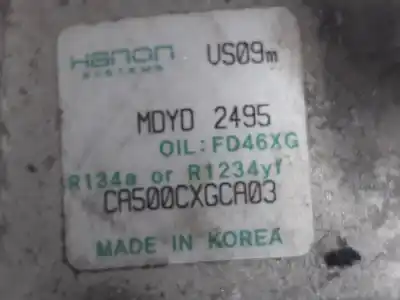 Hanon VS09m
SYSTEMS
MDYD 2495
OIL: FD46XG
R134a or R1234yf
CA500CXGCA03
MADE IN KOREA